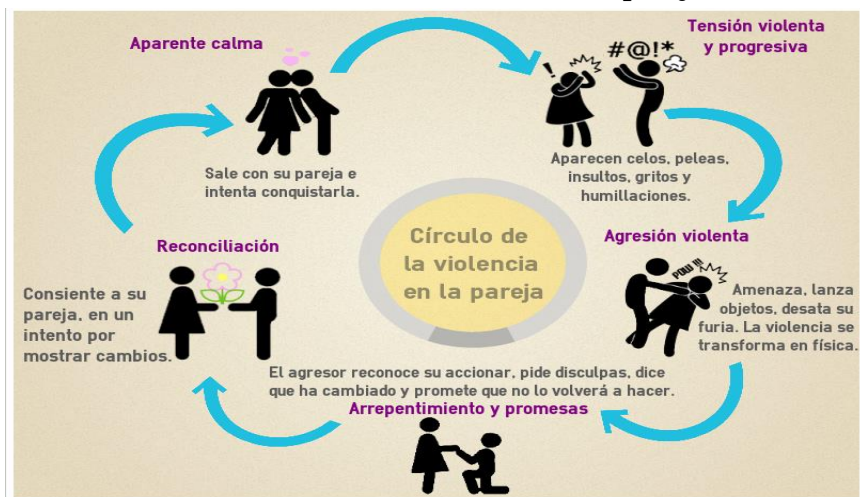 Aparente calma
Sale con su pareja e
intenta conquistarla.
#@!*
!
Tensión violenta
y progresiva
Aparecen celos, peleas,
insultos, gritos y
humillaciones.
Círculo de
la violencia
en la pareja
Agresión violenta
POW !!!
Amenaza, lanza
objetos, desata su
furia. La violencia se
transforma en física.
El agresor reconoce su accionar, pide disculpas, dice
que ha cambiado y promete que no lo volverá a hacer.
Arrepentimiento y promesas
Reconciliación
Consiente a su
pareja, en un
intento por
mostrar cambios.